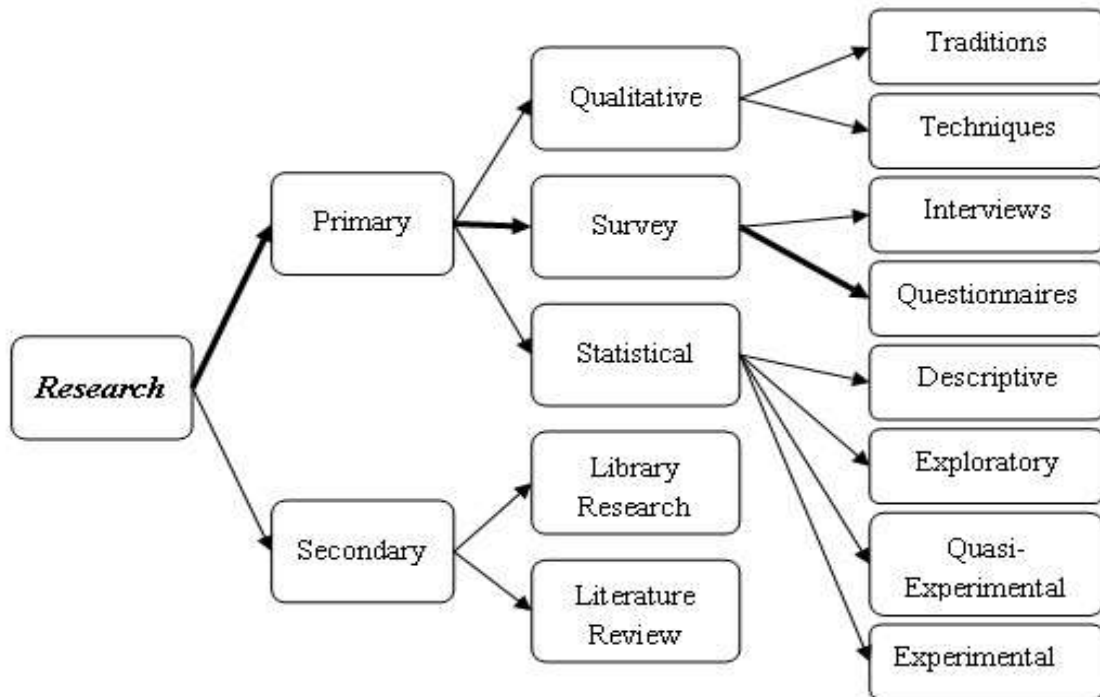 Research
Primary
Secondary
Qualitative
Survey
Statistical
Library
Research
Literature
Review
Traditions
Techniques
Interviews
Questionnaires
Descriptive
Exploratory
Quasi-
Experimental
Experimental